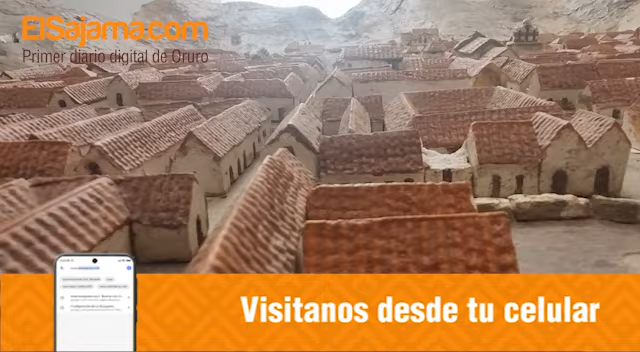 ElSajama.com
Primer diario digital de Oruro
Visitanos desde tu celular